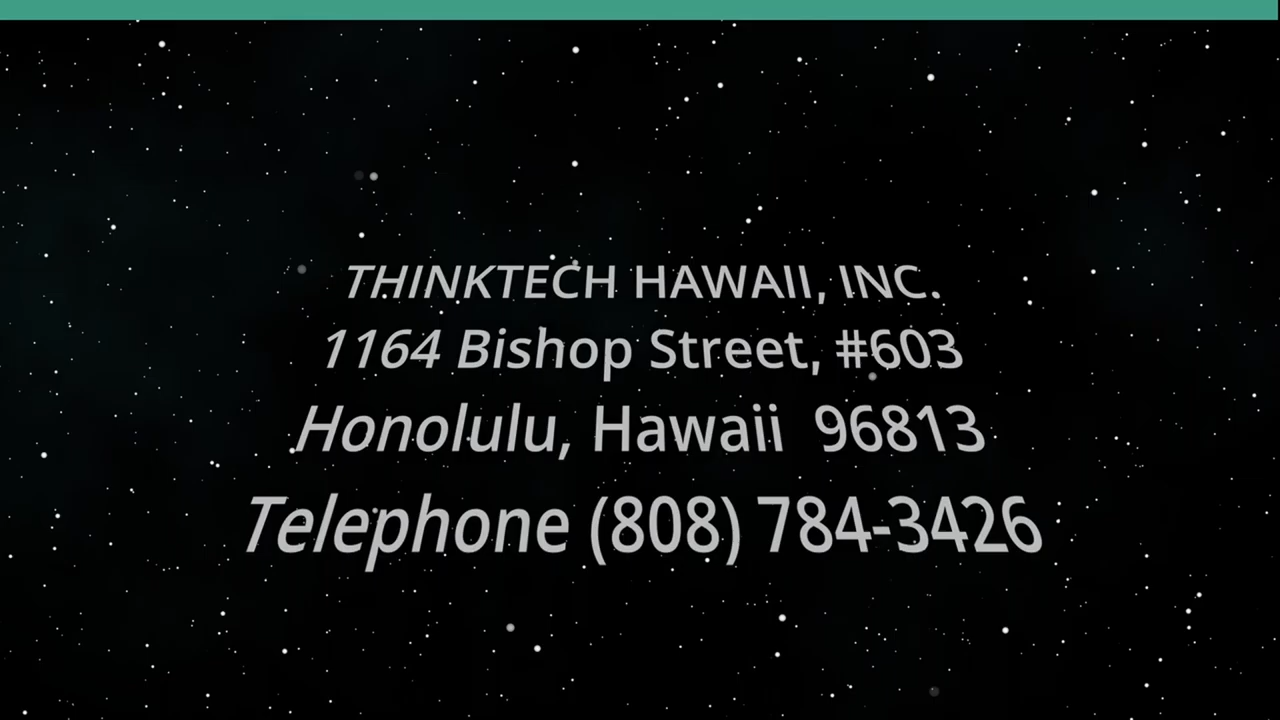 THINKTECH HAWAII, INC.
1164 Bishop Street, #603
Honolulu, Hawaii  96813
Telephone (808) 784-3426